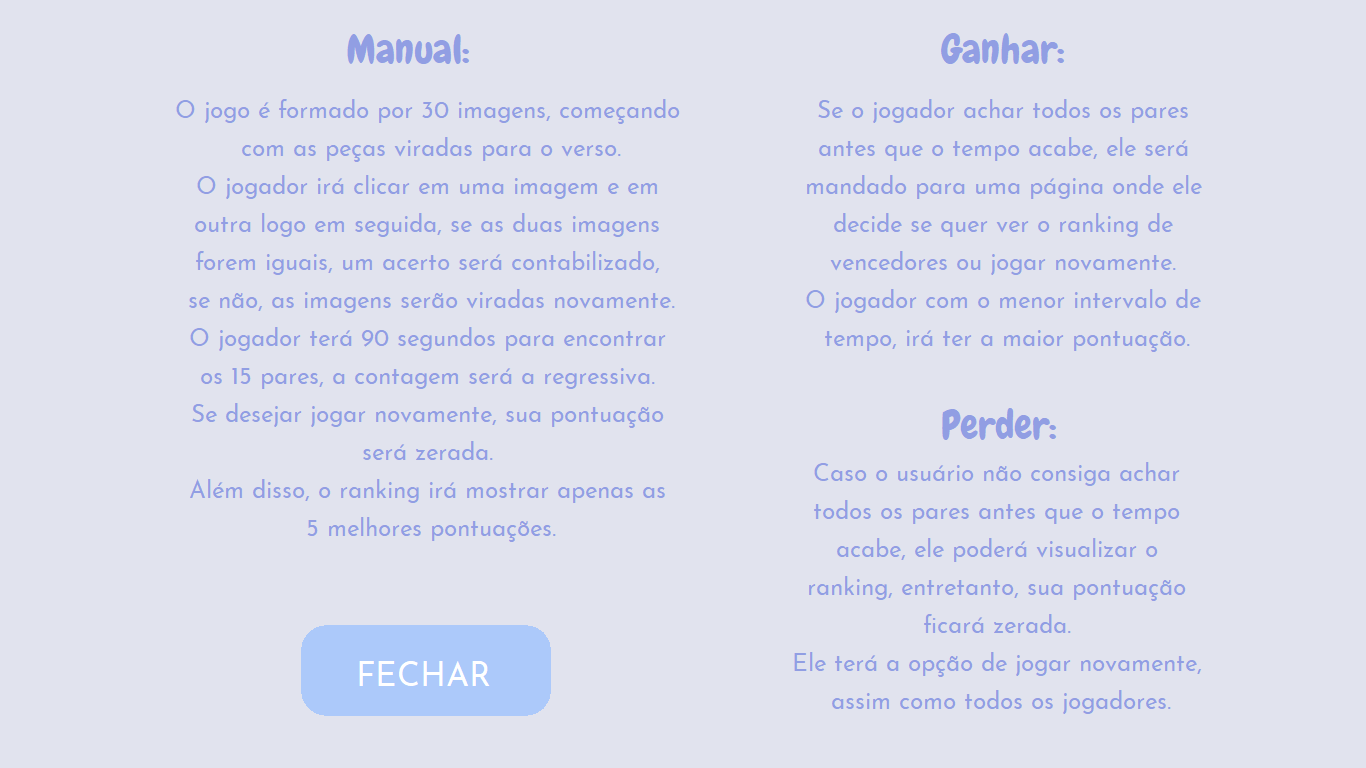 Manual:
O jogo é formado por 30 imagens, começando
com as peças viradas para o verso.
O jogador irá clicar em uma imagem e em
outra logo em seguida, se as duas imagens
forem iguais, um acerto será contabilizado,
se não, as imagens serão viradas novamente.
O jogador terá 90 segundos para encontrar
os 15 pares, a contagem será a regressiva.
Se desejar jogar novamente, sua pontuação
será zerada.
Além disso, o ranking irá mostrar apenas as
5 melhores pontuações.
FECHAR
Ganhar:
Se o jogador achar todos os pares
antes que o tempo acabe, ele será
mandado para uma página onde ele
decide se quer ver o ranking de
vencedores ou jogar novamente.
O jogador com o menor intervalo de
tempo, irá ter a maior pontuação.
Perder:
Caso o usuário não consiga achar
todos os pares antes que o tempo
acabe, ele poderá visualizar o
ranking, entretanto, sua pontuação
ficará zerada.
Ele terá a opção de jogar novamente,
assim como todos os jogadores.